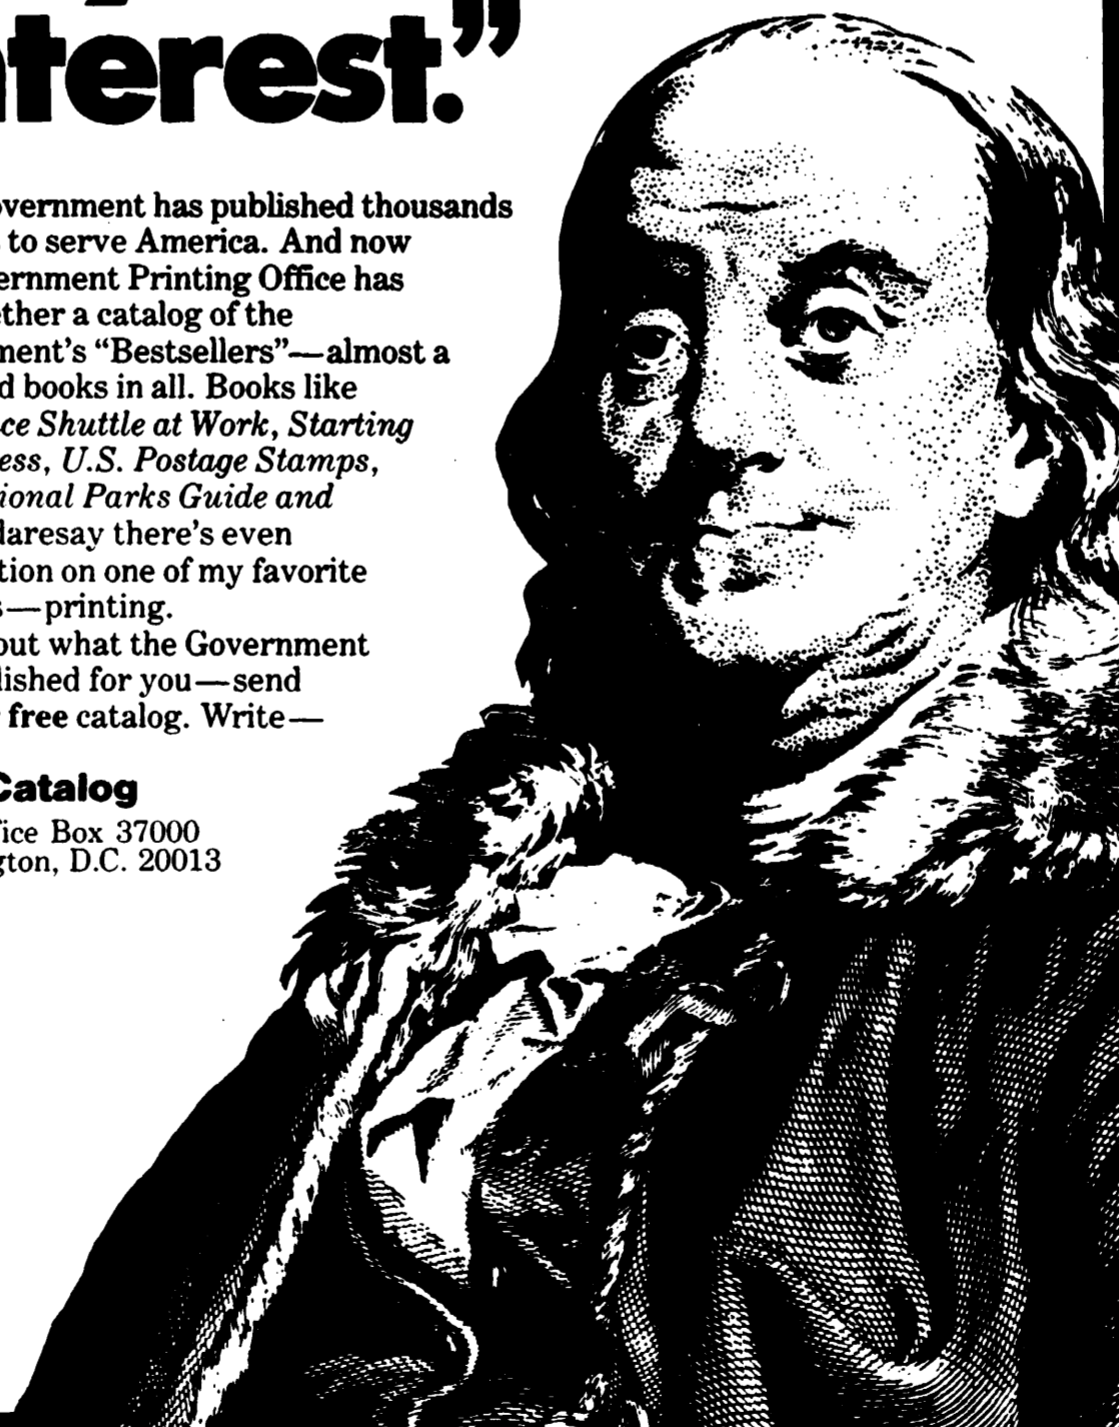 nterest.”
overnment has published thousands
to serve America. And now
ernment Printing Office has
ether a catalog of the
ment's “Bestsellers”—almost a
d books in all. Books like
ce Shuttle at Work, Starting
ess, U.S. Postage Stamps,
ional Parks Guide and
daresay there's even
tion on one of my favorite
s—printing.
out what the Government
lished for you—send
free catalog. Write—
Catalog
fice Box 37000
gton, D.C. 20013